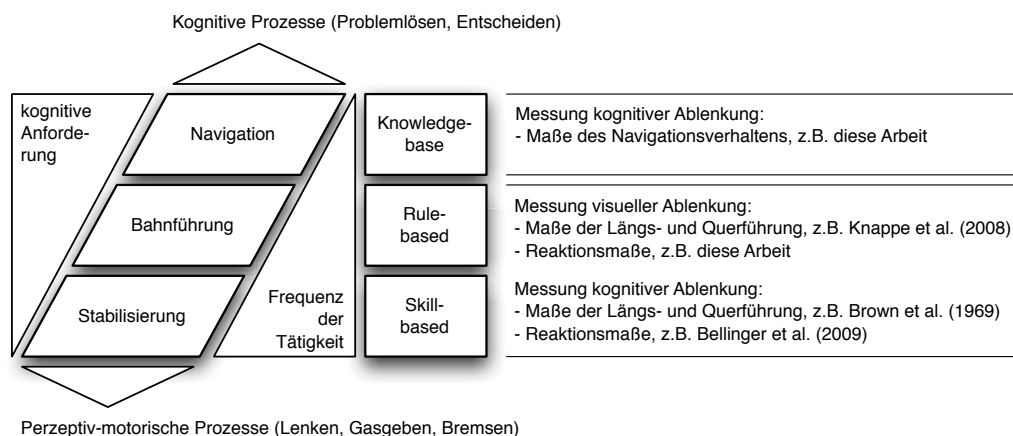 Kognitive Prozesse (Problemlösen, Entscheiden)
kognitive
Anforde-
rung
Navigation
Bahnführung
Stabilisierung
Frequenz
der
Tätigkeit
Knowledge-
base
Rule-
based
Skill-
based
Messung kognitiver Ablenkung:
- Maße des Navigationsverhaltens, z.B. diese Arbeit
Messung visueller Ablenkung:
- Maße der Längs- und Querführung, z.B. Knappe et al. (2008)
- Reaktionsmaße, z.B. diese Arbeit
Messung kognitiver Ablenkung:
- Maße der Längs- und Querführung, z.B. Brown et al. (1969)
- Reaktionsmaße, z.B. Bellinger et al. (2009)
Perzeptiv-motorische Prozesse (Lenken, Gasgeben, Bremsen)